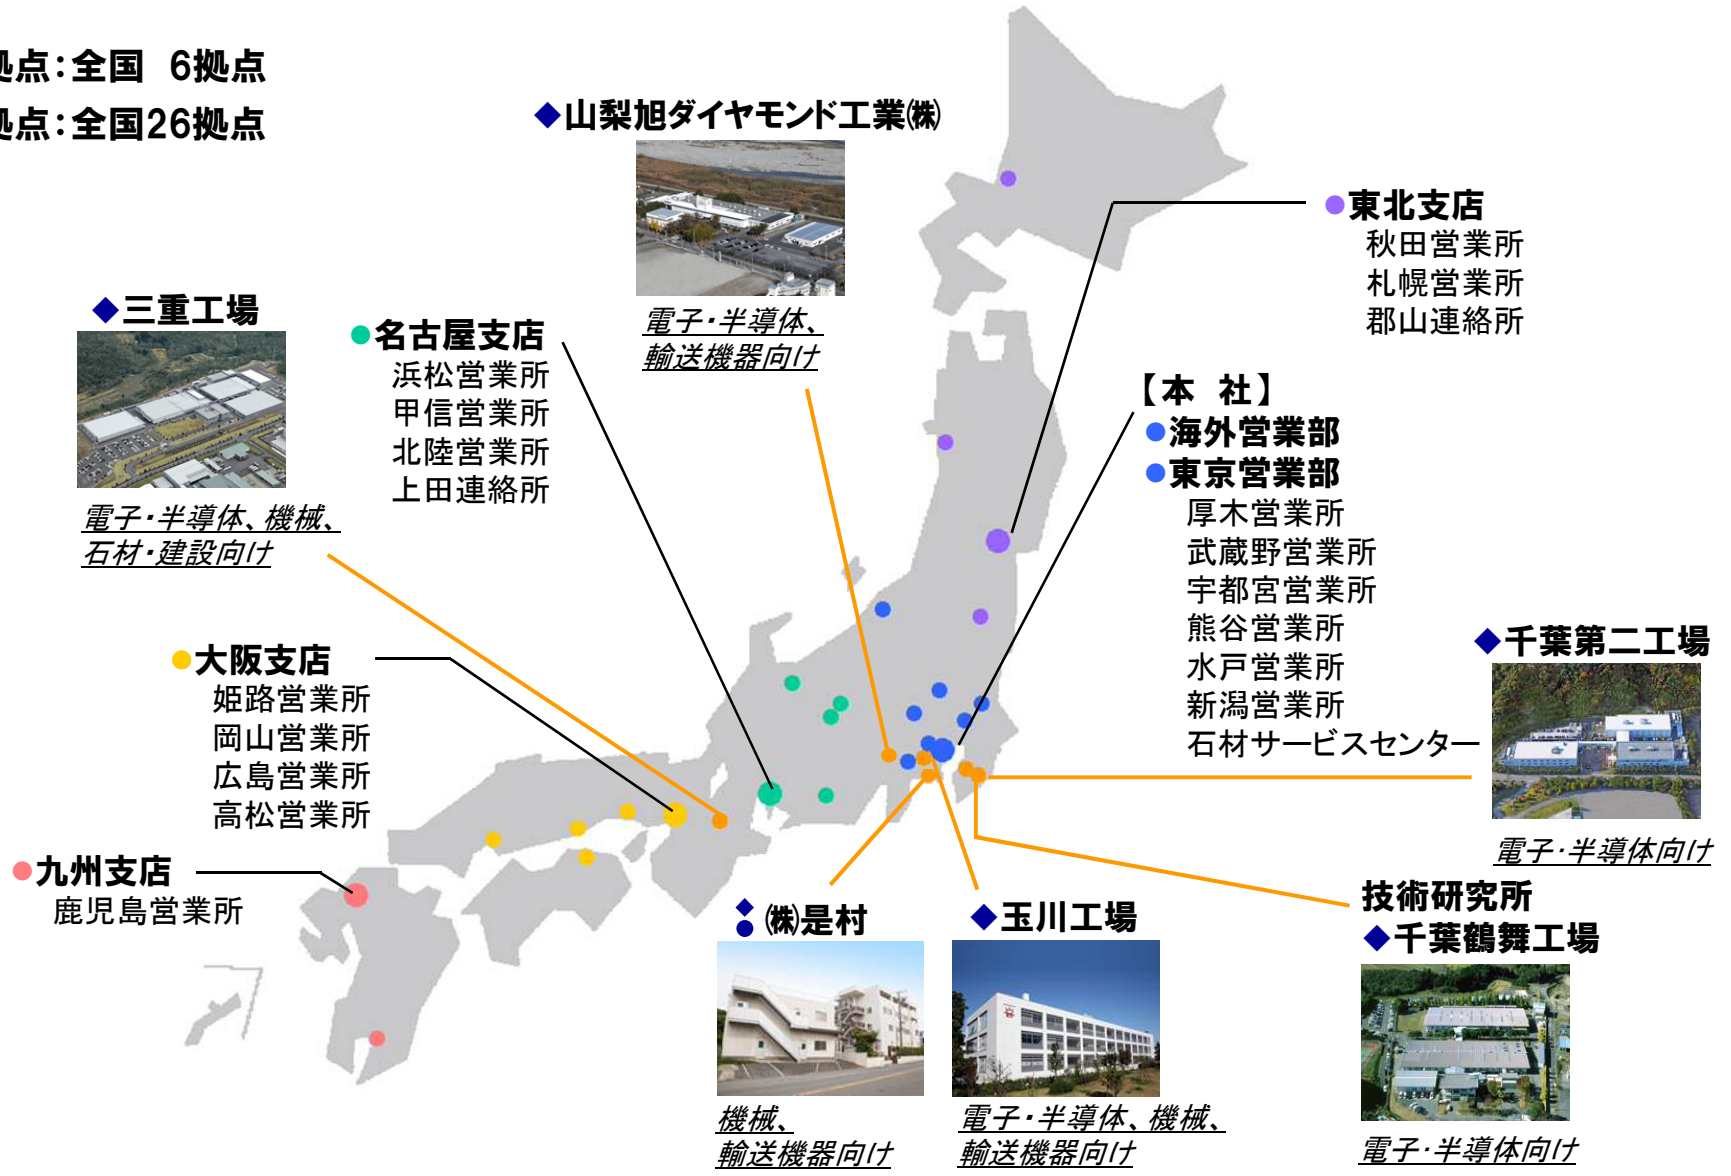 拠点：全国 6拠点
拠点：全国26拠点
◆山梨旭ダイヤモンド工業㈱
電子・半導体、
輸送機器向け
●東北支店
秋田営業所
札幌営業所
郡山連絡所
◆三重工場
電子・半導体、機械、
石材・建設向け
●名古屋支店
浜松営業所
甲信営業所
北陸営業所
上田連絡所
【本 社】
●海外営業部
●東京営業部
厚木営業所
武蔵野営業所
宇都宮営業所
熊谷営業所
水戸営業所
新潟営業所
石材サービスセンター
◆千葉第二工場
電子・半導体向け
●大阪支店
姫路営業所
岡山営業所
広島営業所
高松営業所
●九州支店
鹿児島営業所
◆● ㈱是村
機械、
輸送機器向け
◆玉川工場
電子・半導体、機械、
輸送機器向け
技術研究所
◆千葉鶴舞工場
電子・半導体向け